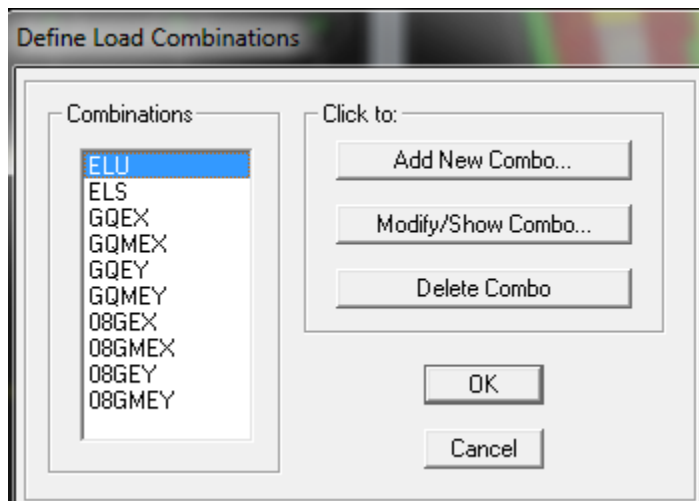 Define Load Combinations
Combinations
ELU
ELS
GQEX
GQMEX
GQEY
GQMEY
08GEX
08GMEX
08GEY
08GMEY
Click to:
Add New Combo...
Modify/Show Combo...
Delete Combo
OK
Cancel